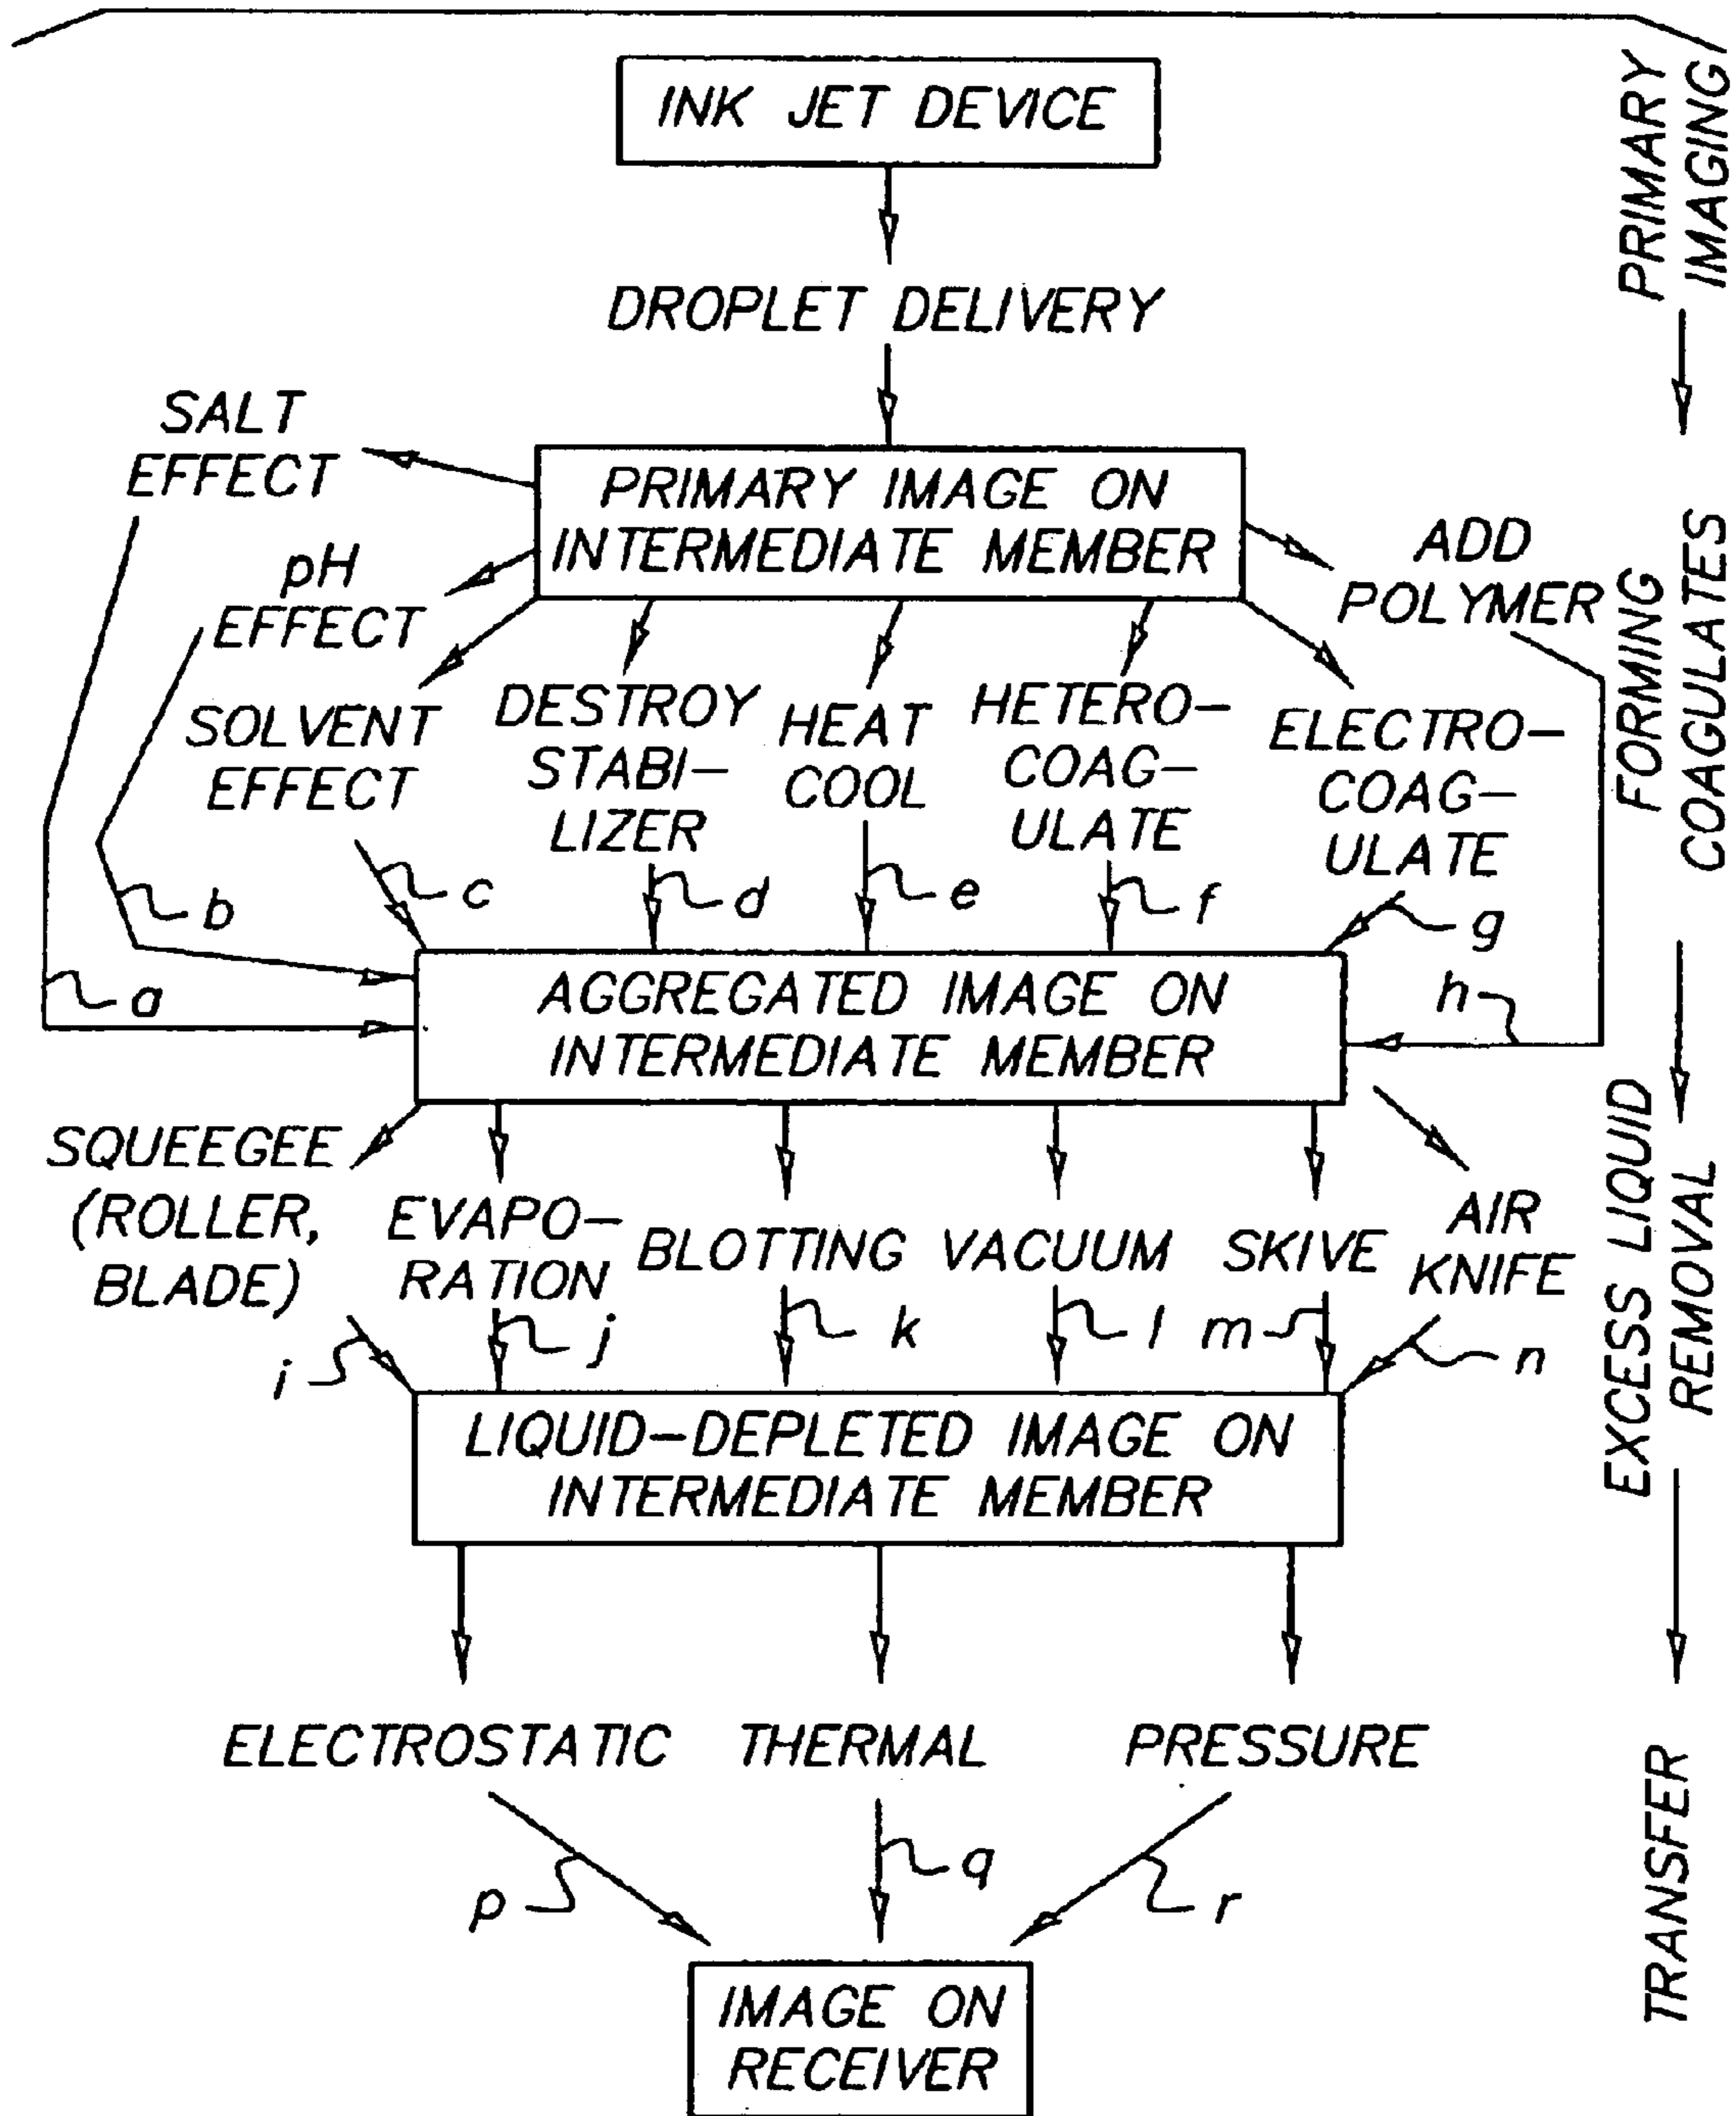 INK JET DEVICE
DROPLET DELIVERY
PRIMARY IMAGE ON
INTERMEDIATE MEMBER
SALT
EFFECT
pH
EFFECT
SOLVENT
EFFECT
DESTROY
STABI-
LIZER
HEAT
COOL
HETERO-
COAG-
ULATE
ELECTRO-
COAG-
ULATE
ADD
POLYMER
a
b
c
d
e
f
g
h
AGGREGATED IMAGE ON
INTERMEDIATE MEMBER
SQUEEGEE
(ROLLER,
BLADE)
EVAPO-
RATION
BLOTTING
VACUUM
SKIVE
AIR
KNIFE
i
j
k
l
m
n
LIQUID-DEPLETED IMAGE ON
INTERMEDIATE MEMBER
ELECTROSTATIC
THERMAL
PRESSURE
p
q
r
IMAGE ON
RECEIVER
PRIMARY
IMAGING
FORMING
COAGULATES
EXCESS LIQUID
REMOVAL
TRANSFER